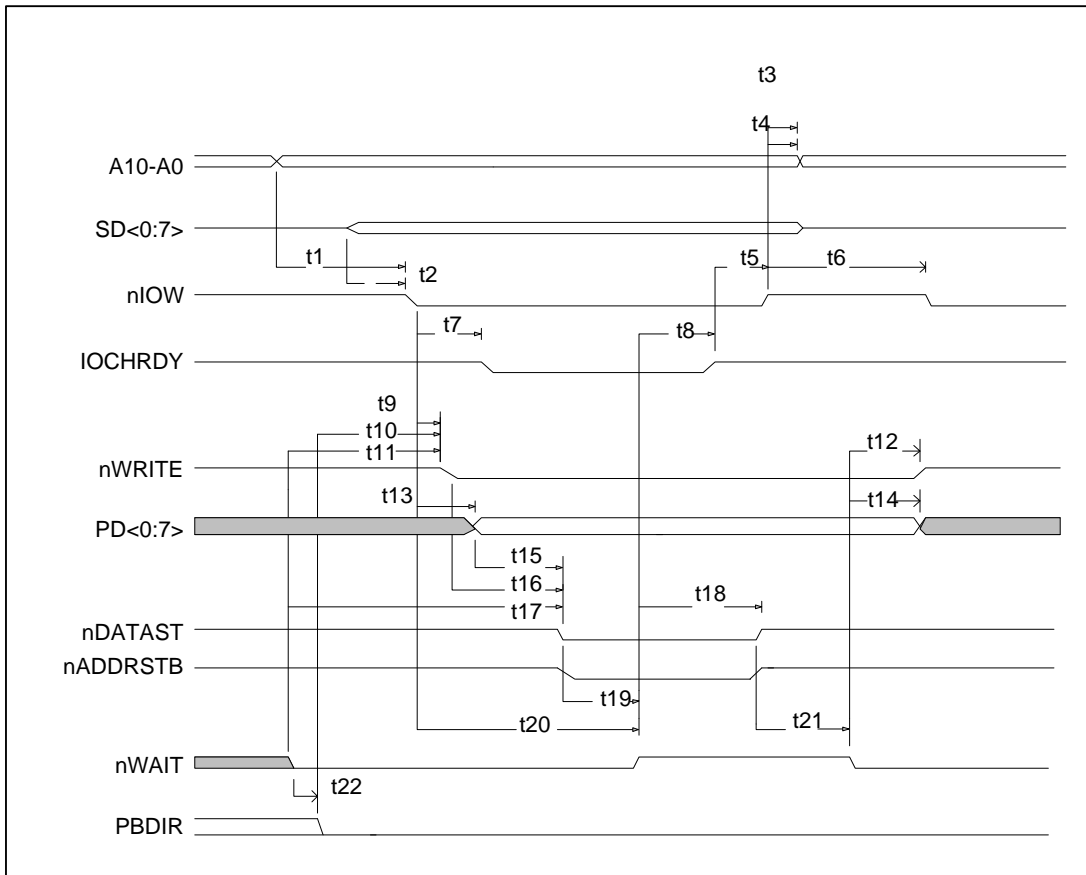 t3
t4
A10-A0
SD<0:7>
t1
t2
t5
t6
nIOW
t7
t8
IOCHRDY
t9
t10
t11
t12
nWRITE
t13
t14
PD<0:7>
t15
t16
t17
t18
nDATAST
nADDRSTB
t19
t20
t21
nWAIT
t22
PBDIR